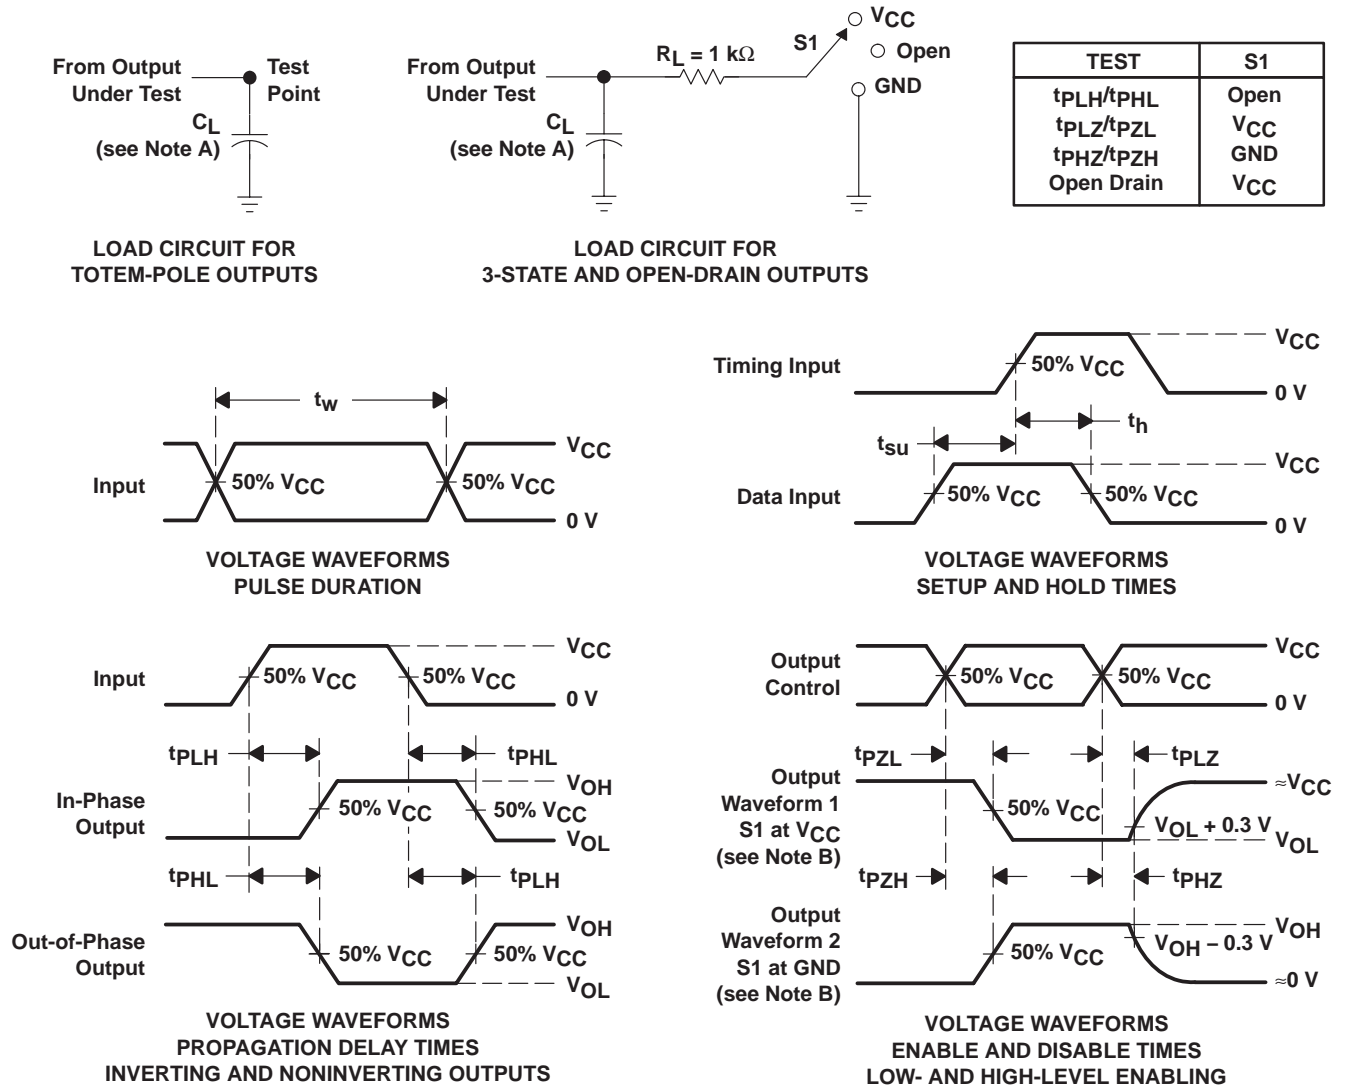 From Output
Under Test
Test
Point
CL
(see Note A)
LOAD CIRCUIT FOR
TOTEM-POLE OUTPUTS
From Output
Under Test
RL = 1 kΩ
S1
VCC
Open
GND
CL
(see Note A)
LOAD CIRCUIT FOR
3-STATE AND OPEN-DRAIN OUTPUTS
TEST S1
tPLH/tPHL Open
tPLZ/tPZL VCC
tPHZ/tPZH GND
Open Drain VCC
tw
Input
50% VCC
50% VCC
VCC
0 V
VOLTAGE WAVEFORMS
PULSE DURATION
Timing Input
50% VCC
VCC
0 V
tsu
th
Data Input
50% VCC
50% VCC
VCC
0 V
VOLTAGE WAVEFORMS
SETUP AND HOLD TIMES
Input
50% VCC
50% VCC
VCC
0 V
tPLH
tPHL
In-Phase
Output
50% VCC
50% VCC
VOH
VOL
tPHL
tPLH
Out-of-Phase
Output
50% VCC
50% VCC
VOH
VOL
VOLTAGE WAVEFORMS
PROPAGATION DELAY TIMES
INVERTING AND NONINVERTING OUTPUTS
Output
Control
50% VCC
50% VCC
VCC
0 V
tPZL
tPLZ
Output
Waveform 1
S1 at VCC
(see Note B)
50% VCC
VOL + 0.3 V
≈VCC
VOL
tPZH
tPHZ
Output
Waveform 2
S1 at GND
(see Note B)
50% VCC
VOH − 0.3 V
VOH
≈0 V
VOLTAGE WAVEFORMS
ENABLE AND DISABLE TIMES
LOW- AND HIGH-LEVEL ENABLING